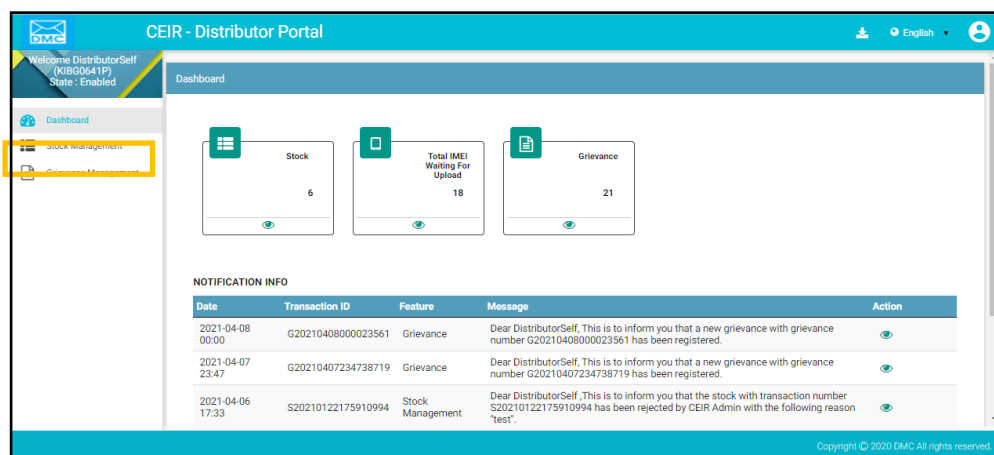 DMC
CEIR - Distributor Portal
English
Welcome DistributorSelf
(KIBG0641P)
State : Enabled
Dashboard
Dashboard
Stock Management
Grievance Management
Stock
6
Total IMEI
Waiting For
Upload
18
Grievance
21
NOTIFICATION INFO
Date Transaction ID Feature Message Action
2021-04-08
00:00
G20210408000023561
Grievance
Dear DistributorSelf, This is to inform you that a new grievance with grievance
number G20210408000023561 has been registered.
2021-04-07
23:47
G20210407234738719
Grievance
Dear DistributorSelf, This is to inform you that a new grievance with grievance
number G20210407234738719 has been registered.
2021-04-06
17:33
S20210122175910994
Stock
Management
Dear DistributorSelf ,This is to inform you that the stock with transaction number
S20210122175910994 has been rejected by CEIR Admin with the following reason
"test".
Copyright © 2020 DMC All rights reserved.